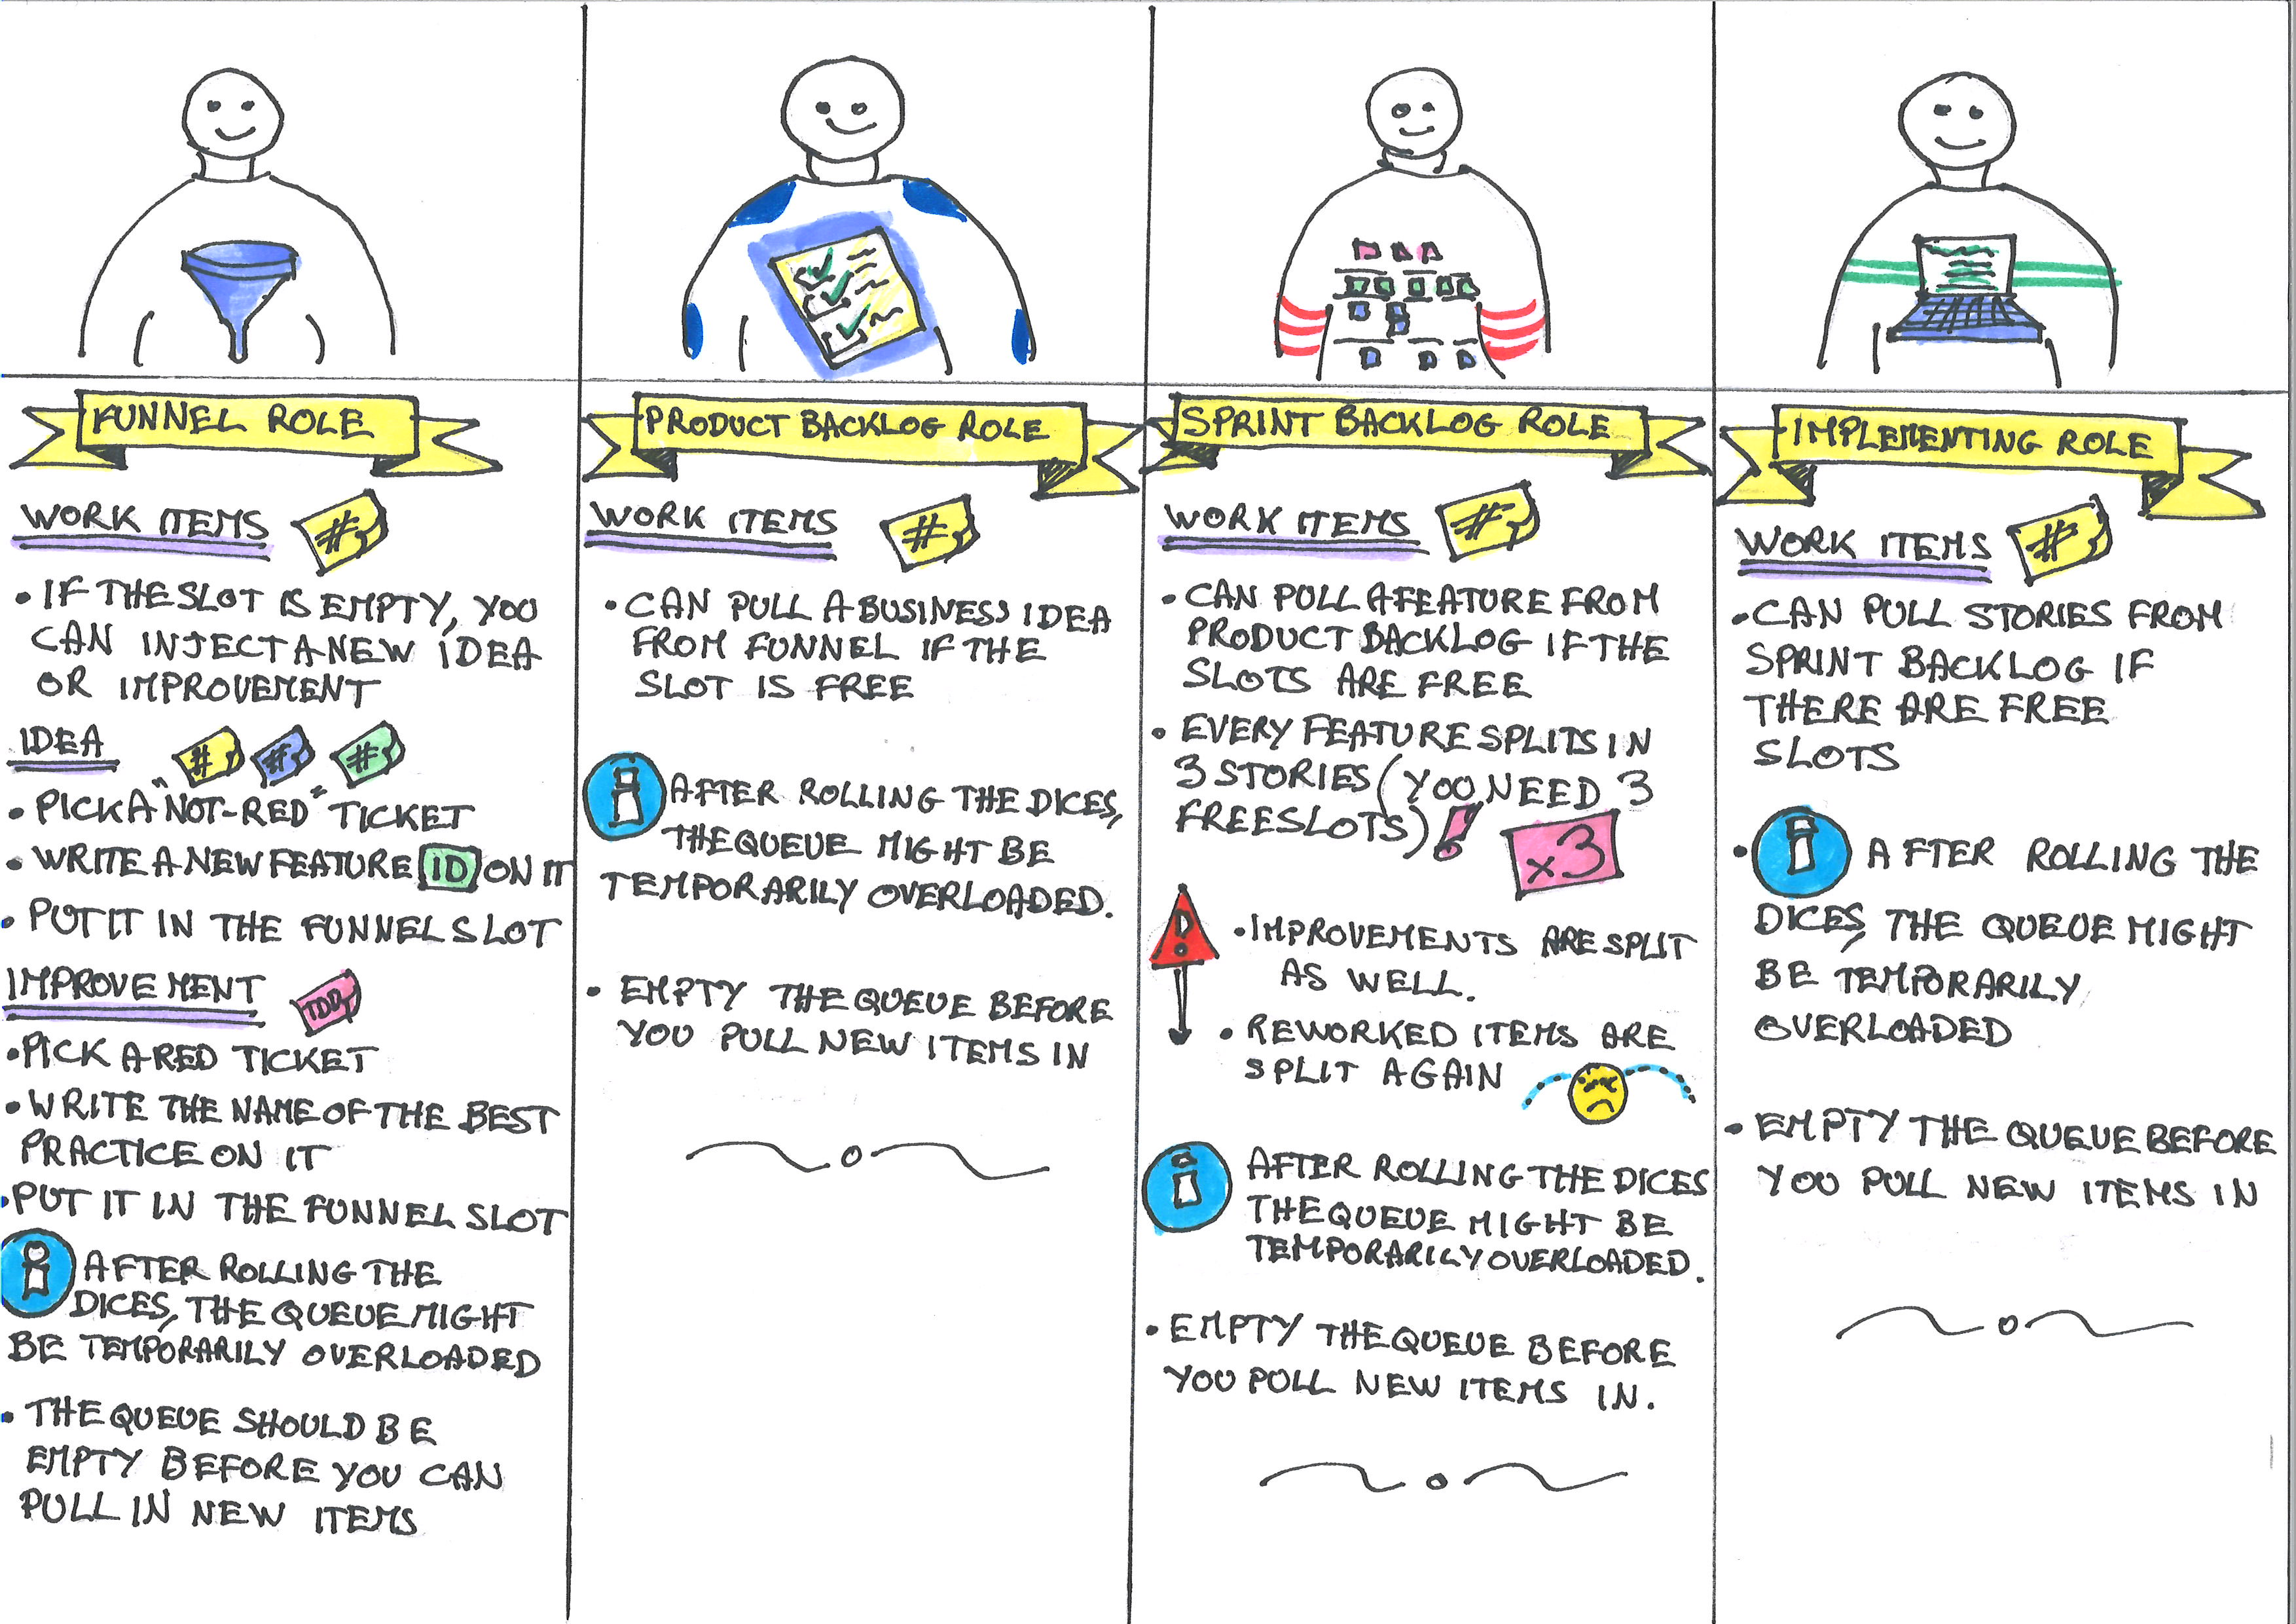 FUNNEL ROLE
WORK ITEMS #
• IF THE SLOT IS EMPTY, YOU
CAN INJECT A NEW IDEA
OR IMPROVEMENT
IDEA # # #
• PICK A "NOT-RED" TICKET
• WRITE A NEW FEATURE ID ON IT
• PUT IT IN THE FUNNEL SLOT
IMPROVEMENT TDD
• PICK A RED TICKET
• WRITE THE NAME OF THE BEST
PRACTICE ON IT
• PUT IT IN THE FUNNEL SLOT
i AFTER ROLLING THE
DICES, THE QUEUE MIGHT
BE TEMPORARILY OVERLOADED
• THE QUEUE SHOULD BE
EMPTY BEFORE YOU CAN
PULL IN NEW ITEMS
PRODUCT BACKLOG ROLE
WORK ITEMS #
• CAN PULL A BUSINESS IDEA
FROM FUNNEL IF THE
SLOT IS FREE
i AFTER ROLLING THE DICES,
THE QUEUE MIGHT BE
TEMPORARILY OVERLOADED.
• EMPTY THE QUEUE BEFORE
YOU PULL NEW ITEMS IN
SPRINT BACKLOG ROLE
WORK ITEMS #
• CAN PULL A FEATURE FROM
PRODUCT BACKLOG IF THE
SLOTS ARE FREE
• EVERY FEATURE SPLITS IN
3 STORIES (YOU NEED 3
FREE SLOTS)! x3
• IMPROVEMENTS ARE SPLIT
AS WELL.
• REWORKED ITEMS ARE
SPLIT AGAIN
i AFTER ROLLING THE DICES
THE QUEUE MIGHT BE
TEMPORARILY OVERLOADED.
• EMPTY THE QUEUE BEFORE
YOU PULL NEW ITEMS IN.
IMPLEMENTING ROLE
WORK ITEMS #
• CAN PULL STORIES FROM
SPRINT BACKLOG IF
THERE ARE FREE
SLOTS
• i AFTER ROLLING THE
DICES, THE QUEUE MIGHT
BE TEMPORARILY
OVERLOADED
• EMPTY THE QUEUE BEFORE
YOU PULL NEW ITEMS IN